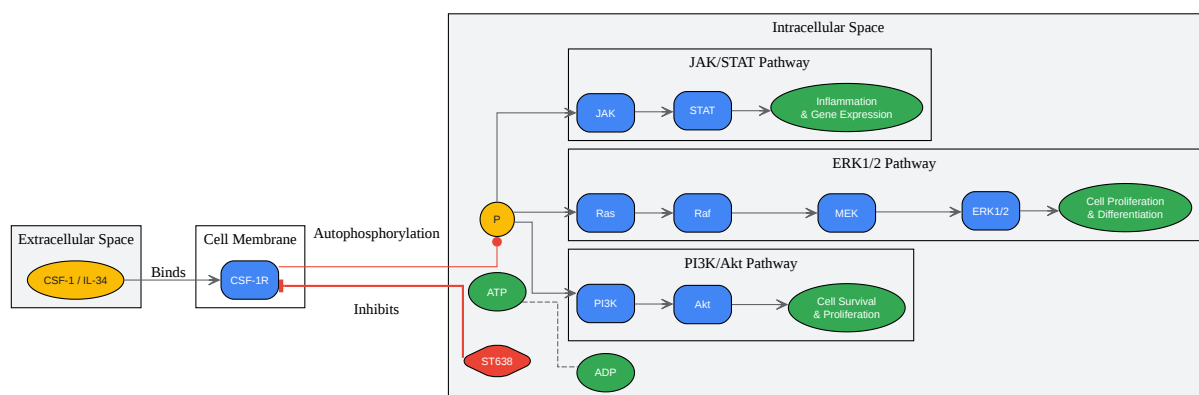 Intracellular Space
JAK/STAT Pathway
JAK
STAT
Inflammation
& Gene Expression
ERK1/2 Pathway
P
Ras
Raf
MEK
ERK1/2
Cell Proliferation
& Differentiation
Extracellular Space
CSF-1 / IL-34
Binds
Cell Membrane
CSF-1R
Autophosphorylation
Inhibits
PI3K/Akt Pathway
ATP
PI3K
Akt
Cell Survival
& Proliferation
ST638
ADP